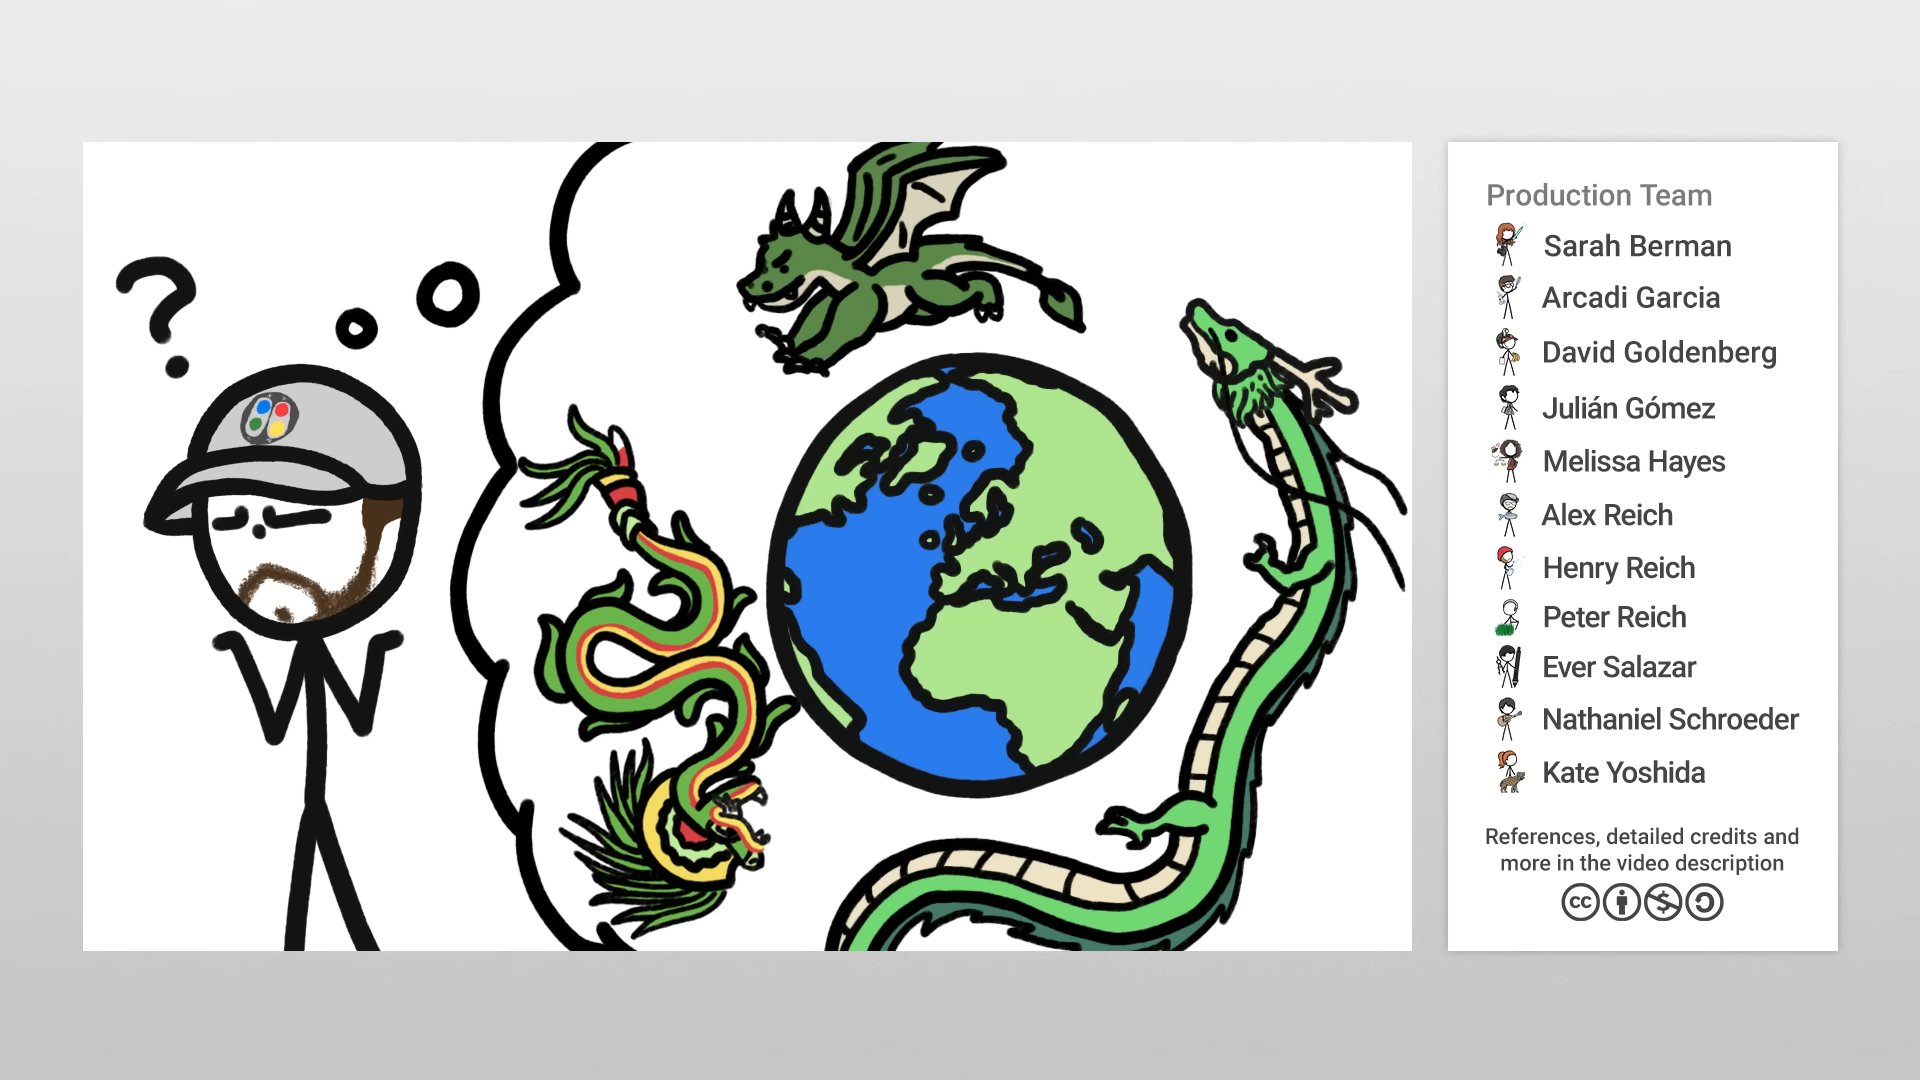 ?
Production Team
Sarah Berman
Arcadi Garcia
David Goldenberg
Julián Gómez
Melissa Hayes
Alex Reich
Henry Reich
Peter Reich
Ever Salazar
Nathaniel Schroeder
Kate Yoshida
References, detailed credits and
more in the video description
cc